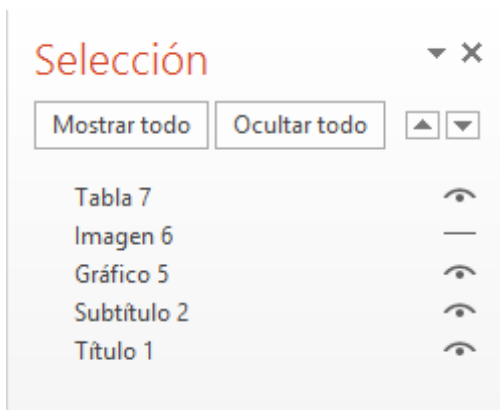 Selección
Mostrar todo Ocultar todo
Tabla 7
Imagen 6
Gráfico 5
Subtítulo 2
Título 1